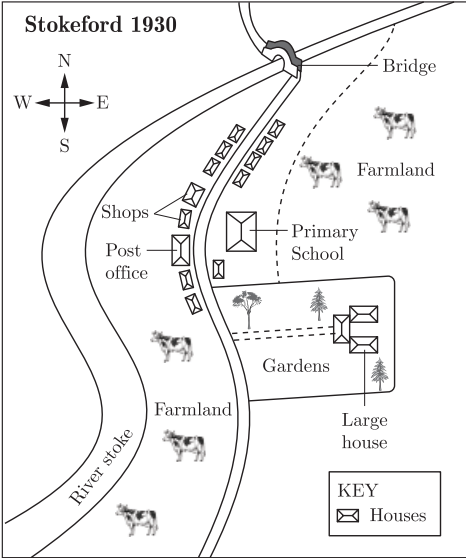 Stokeford 1930
N
W
E
S
Bridge
Farmland
Shops
Post
office
Primary
School
Gardens
Farmland
Large
house
River stoke
KEY
Houses